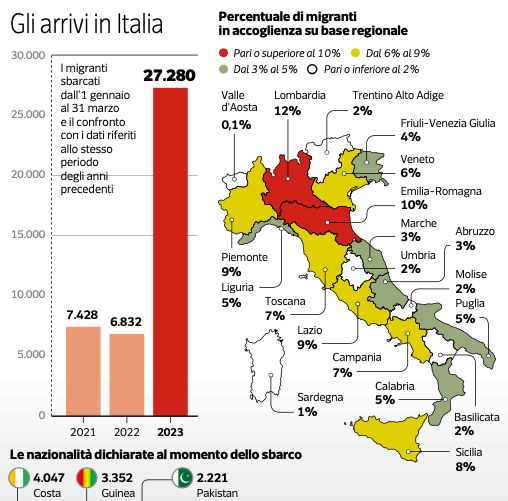 Gli arrivi in Italia
30.000
25.000
20.000
15.000
10.000
5.000
0
I migranti
sbarcati
dall'1 gennaio
al 31 marzo
e il confronto
con i dati riferiti
allo stesso
periodo
degli anni
precedenti
27.280
7.428
6.832
2021
2022
2023
Percentuale di migranti
in accoglienza su base regionale
Pari o superiore al 10%
Dal 6% al 9%
Dal 3% al 5%
Pari o inferiore al 2%
Valle
d'Aosta
0,1%
Lombardia
12%
Trentino Alto Adige
2%
Friuli-Venezia Giulia
4%
Veneto
6%
Emilia-Romagna
10%
Marche
3%
Abruzzo
3%
Umbria
2%
Molise
2%
Puglia
5%
Piemonte
9%
Liguria
5%
Toscana
7%
Lazio
9%
Campania
7%
Calabria
5%
Sardegna
1%
Basilicata
2%
Sicilia
8%
Le nazionalità dichiarate al momento dello sbarco
4.047
Costa
3.352
Guinea
2.221
Pakistan